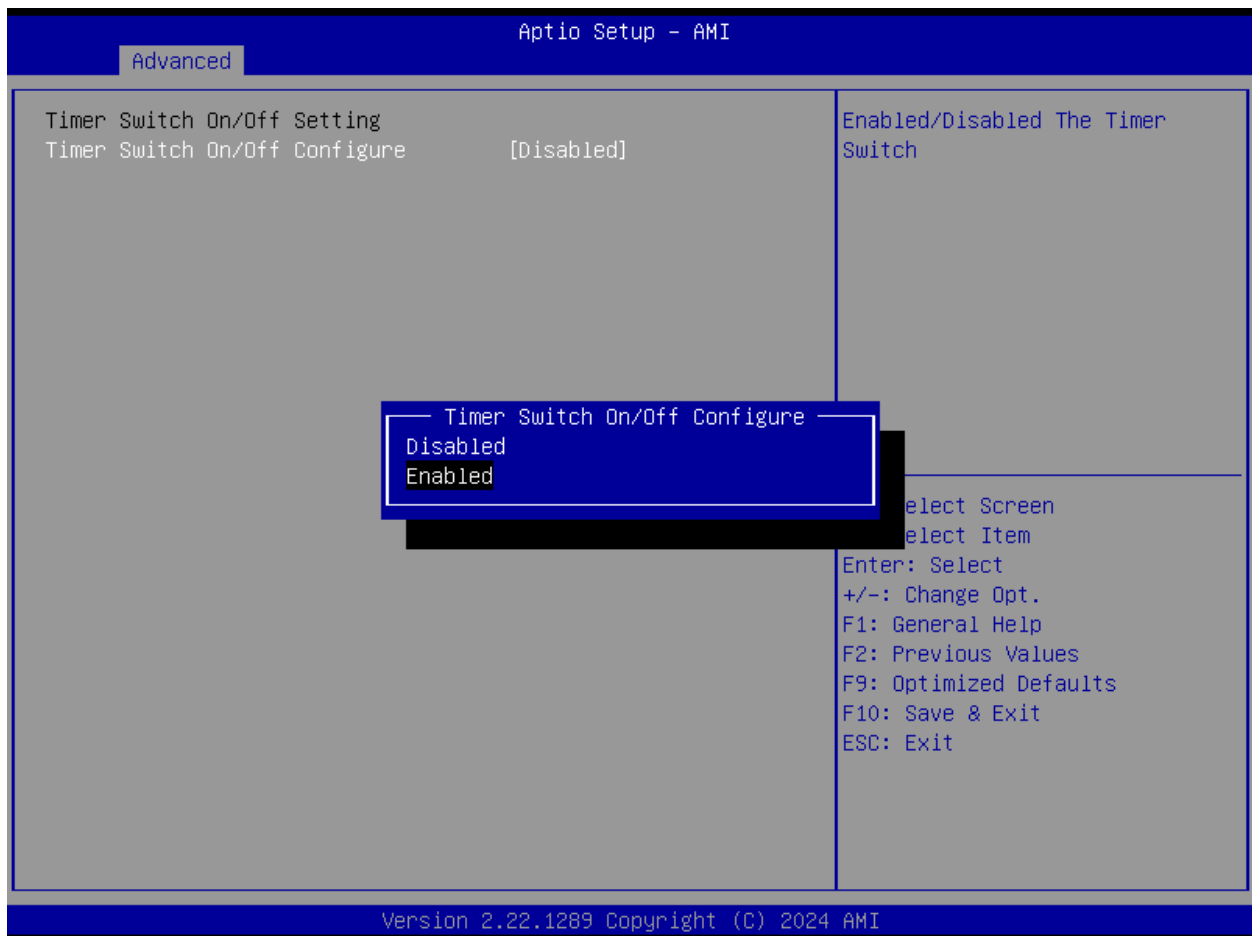 Aptio Setup – AMI
Advanced
Timer Switch On/Off Setting
Timer Switch On/Off Configure [Disabled]
Enabled/Disabled The Timer
Switch
Timer Switch On/Off Configure
Disabled
Enabled
elect Screen
elect Item
Enter: Select
+/-: Change Opt.
F1: General Help
F2: Previous Values
F9: Optimized Defaults
F10: Save & Exit
ESC: Exit
Version 2.22.1289 Copyright (C) 2024 AMI